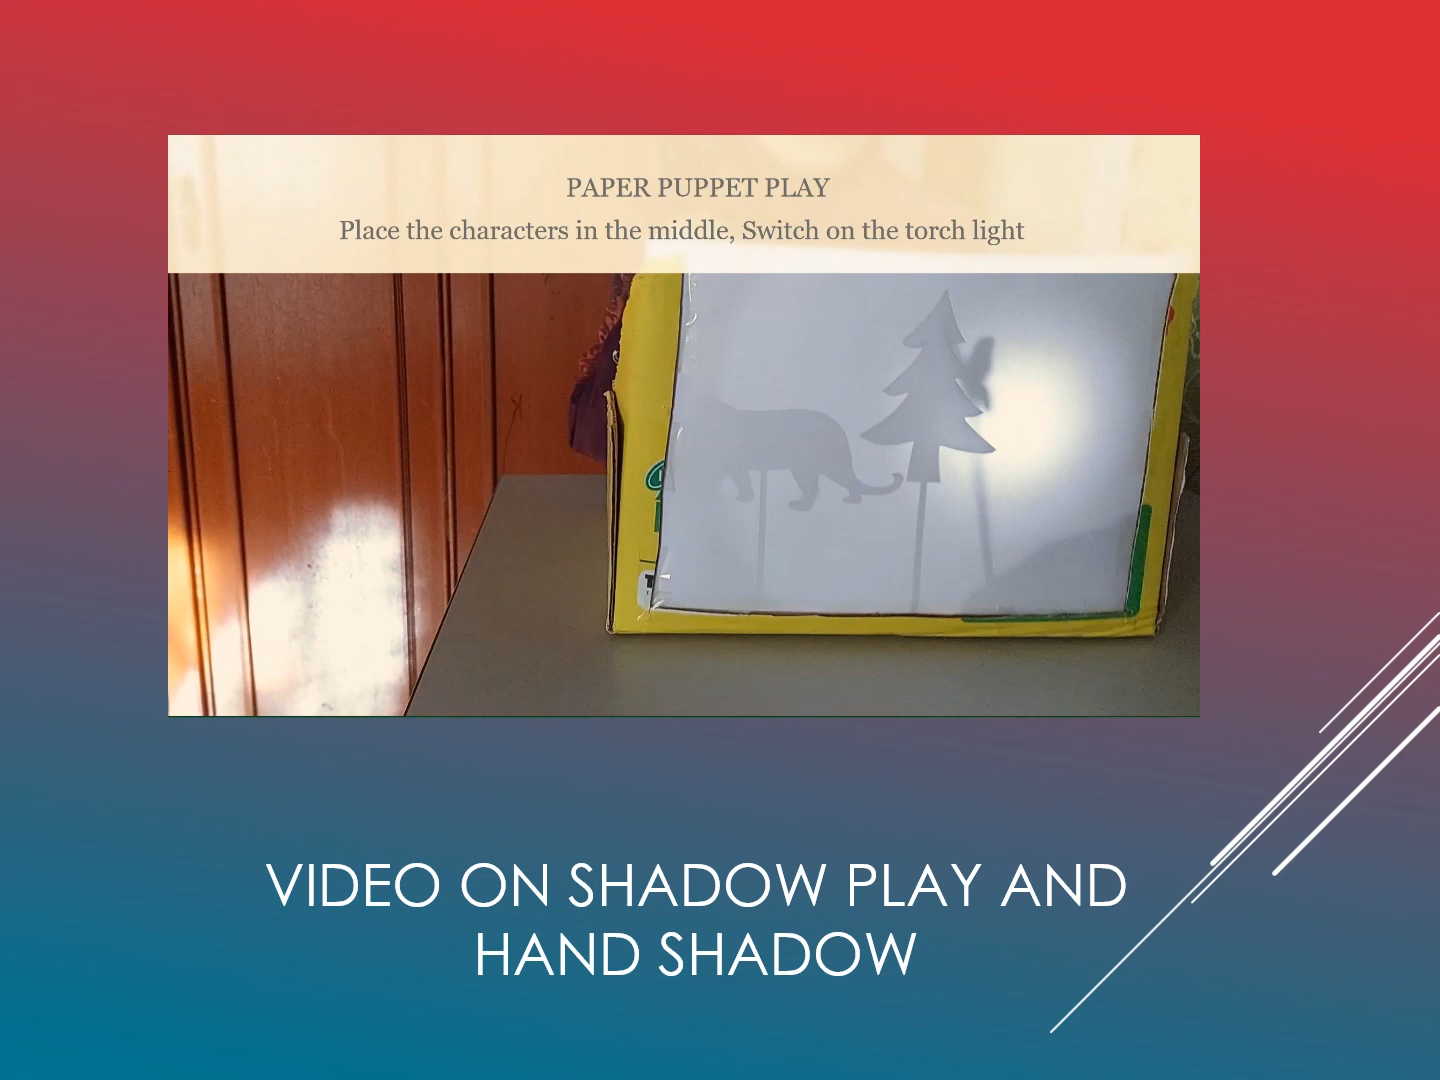 PAPER PUPPET PLAY
Place the characters in the middle, Switch on the torch light
VIDEO ON SHADOW PLAY AND
HAND SHADOW